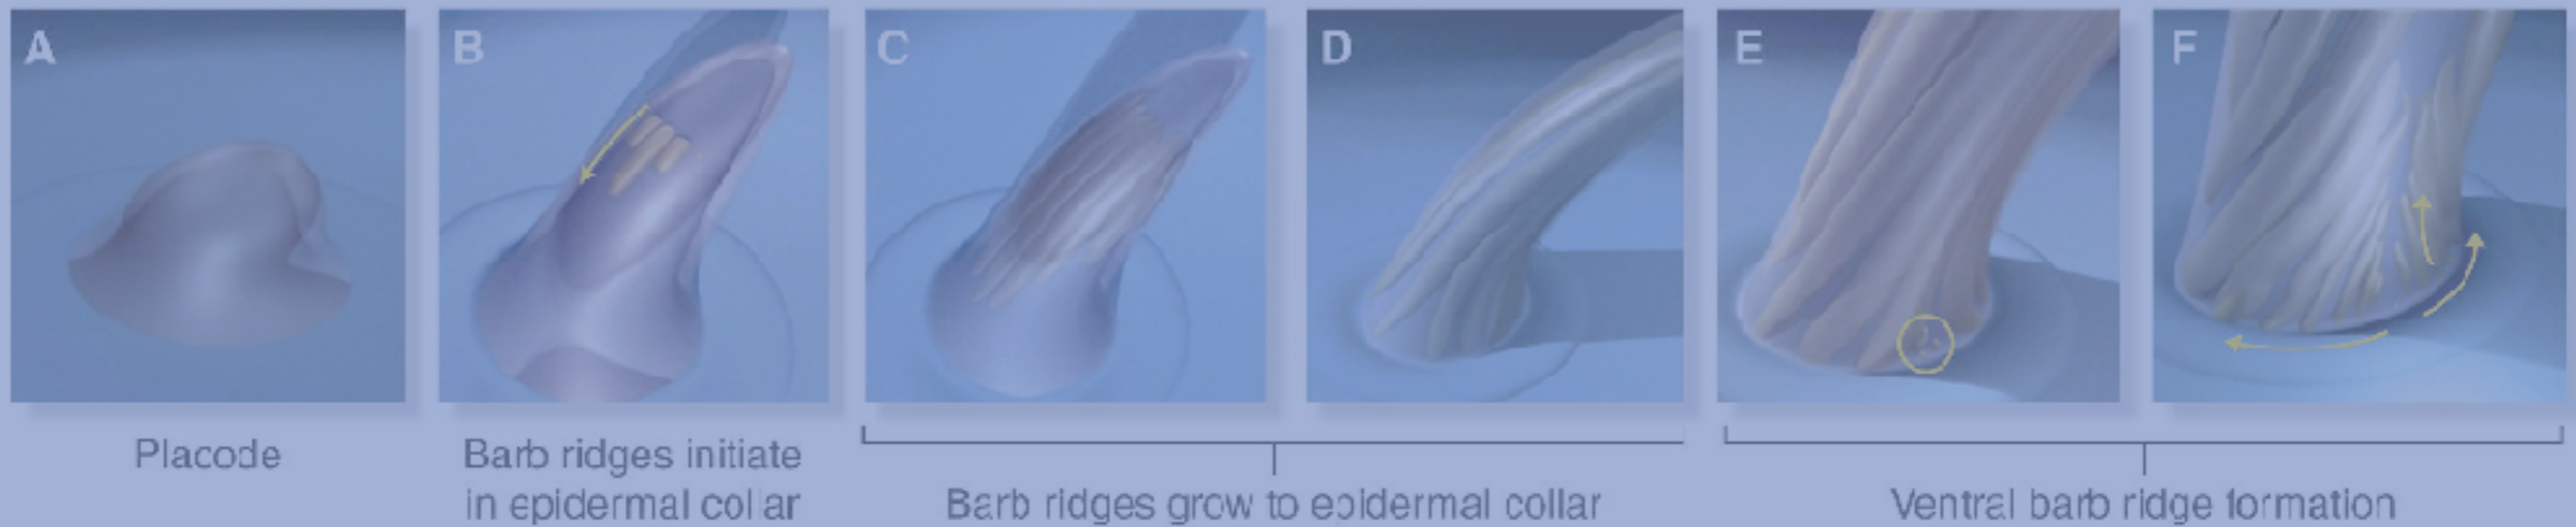 A B C D E F
Placode
Barb ridges initiate
in epidermal collar
Barb ridges grow to epidermal collar
Ventral barb ridge formation